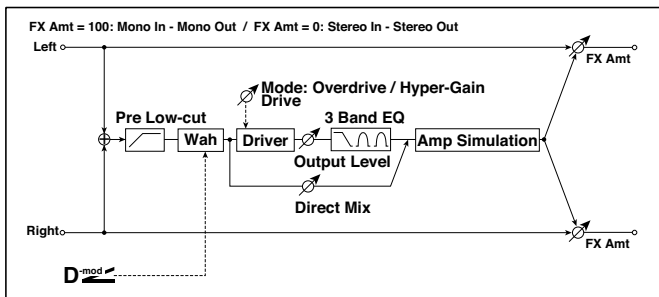 FX Amt = 100: Mono In - Mono Out / FX Amt = 0: Stereo In - Stereo Out
Left
FX Amt
Mode: Overdrive / Hyper-Gain
Drive
Pre Low-cut
3 Band EQ
Wah
Driver
Amp Simulation
Output Level
Direct Mix
Right
FX Amt
D-mod